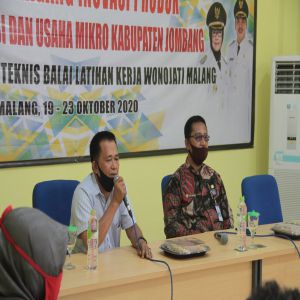 INOVASI PRODUK
DAN USAHA MIKRO KABUPATEN JOMBANG
TEKNIS BALAI LATIHAN KERJA WONOJATI MALANG
MALANG, 19 - 23 OKTOBER 2020